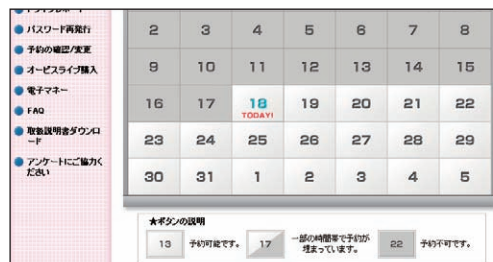 パスワード再発行
予約の確認/変更
オービスライブ購入
電子マネー
FAQ
取扱説明書ダウンロ
ード
アンケートにご協力く
ださい
2 3 4 5 6 7 8
9 10 11 12 13 14 15
16 17 18 19 20 21 22
TODAY!
23 24 25 26 27 28 29
30 31 1 2 3 4 5
★ボタンの説明
13 予約可能です。 17 一部の時間帯で予約が
埋まっています。 22 予約不可です。